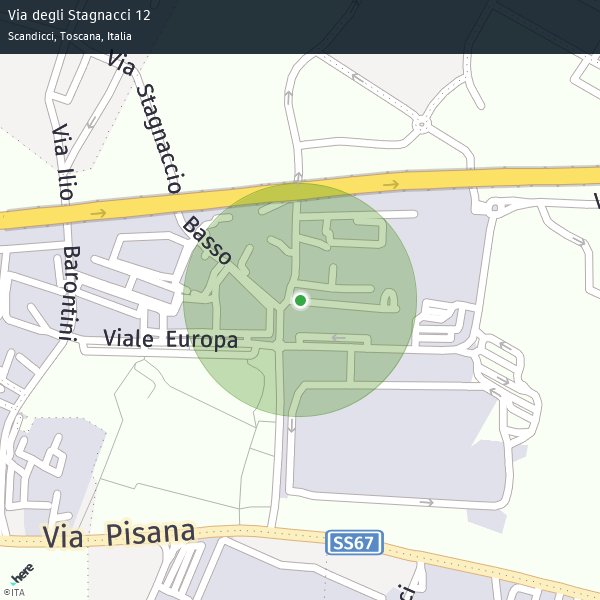 Via degli Stagnacci 12
Scandicci, Toscana, Italia
Via Stagnaccio
Basso
Via Ilio
Barontini
Viale Europa
Via Pisana
SS67
here
©ITA